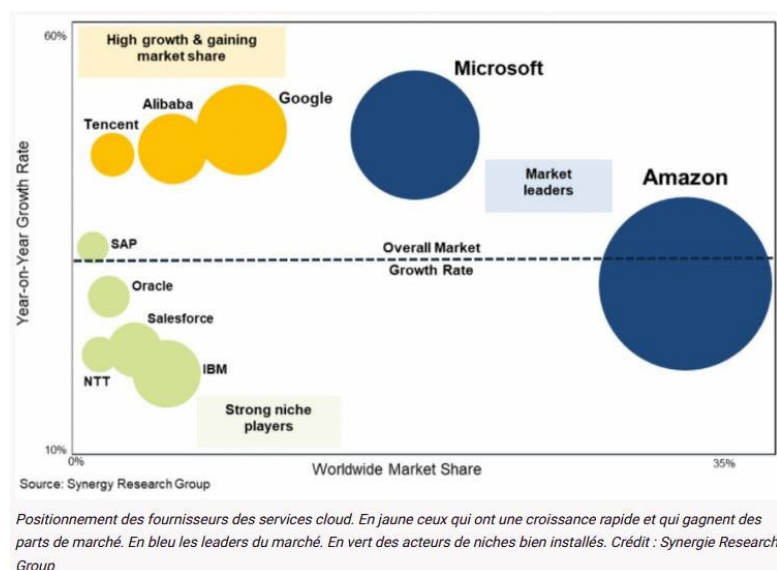 60%
High growth & gaining
market share
Microsoft
Google
Alibaba
Tencent
Market
leaders
Amazon
Year-on-Year Growth Rate
SAP
Overall Market
Growth Rate
Oracle
Salesforce
NTT
IBM
Strong niche
players
10%
0%
Worldwide Market Share
35%
Source: Synergy Research Group
Positionnement des fournisseurs des services cloud. En jaune ceux qui ont une croissance rapide et qui gagnent des
parts de marché. En bleu les leaders du marché. En vert des acteurs de niches bien installés. Crédit : Synergie Research
Group